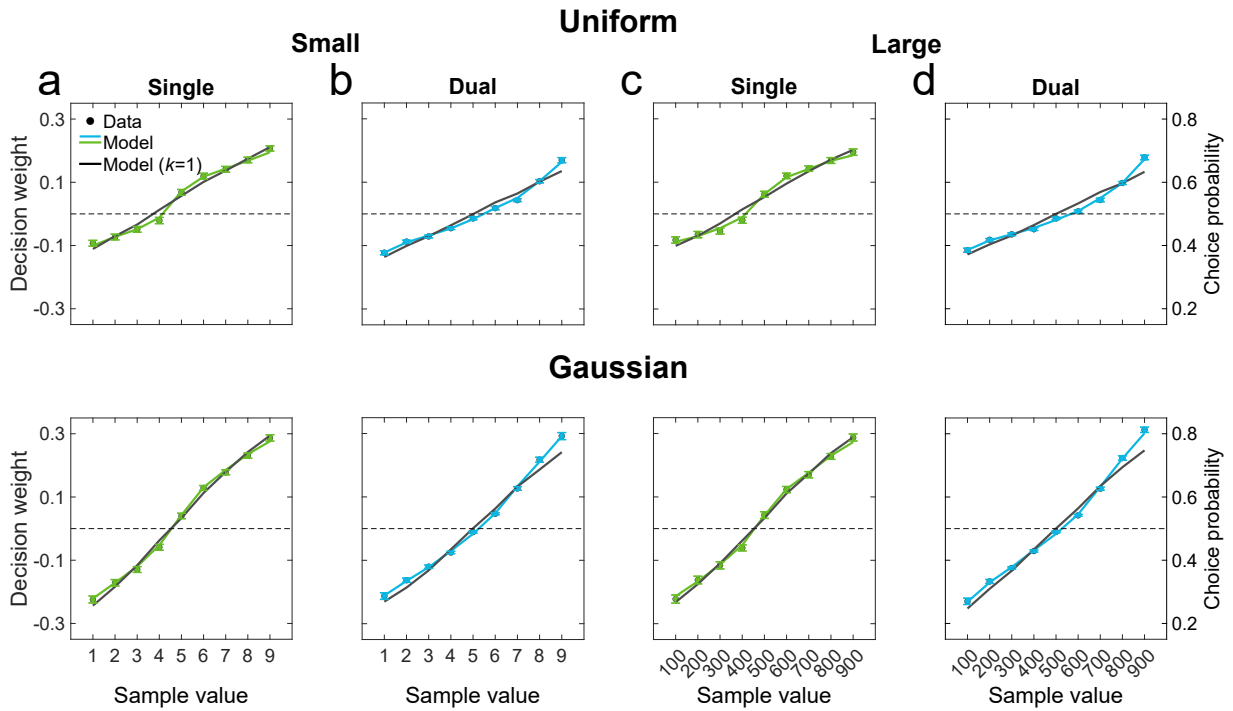 Uniform
Small
Large
a
Single
b
Dual
c
Single
d
Dual
Data
Model
Model (k=1)
Decision weight
0.3
0.1
-0.1
-0.3
Choice probability
0.8
0.6
0.4
0.2
Gaussian
Decision weight
0.3
0.1
-0.1
-0.3
Choice probability
0.8
0.6
0.4
0.2
1 2 3 4 5 6 7 8 9
1 2 3 4 5 6 7 8 9
100 200 300 400 500 600 700 800 900
100 200 300 400 500 600 700 800 900
Sample value
Sample value
Sample value
Sample value